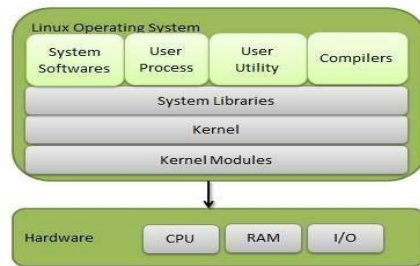 Linux Operating System
System Softwares
User Process
User Utility
Compilers
System Libraries
Kernel
Kernel Modules
Hardware
CPU
RAM
I/O